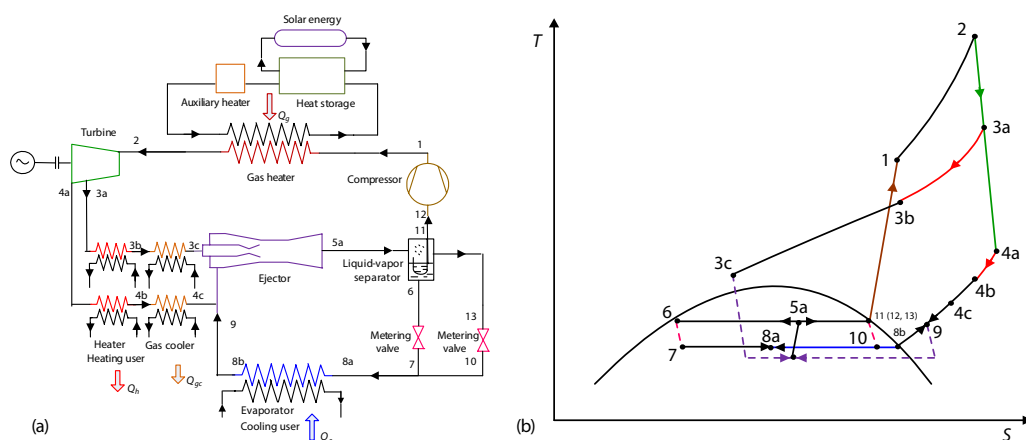 Solar energy
Auxiliary heater
Heat storage
Q_g
Turbine
2
1
Gas heater
Compressor
4a
3a
12
11
3b
3c
5a
Ejector
Liquid-vapor
separator
6
13
4b
4c
9
Metering
valve
Metering
valve
Heater
Heating user
Gas cooler
7
10
8b
8a
Q_h
Q_gc
Evaporator
Cooling user
(a)
T
2
3a
1
3b
3c
4a
4b
4c
6
5a
11 (12, 13)
9
7
8a
10
8b
(b)
S